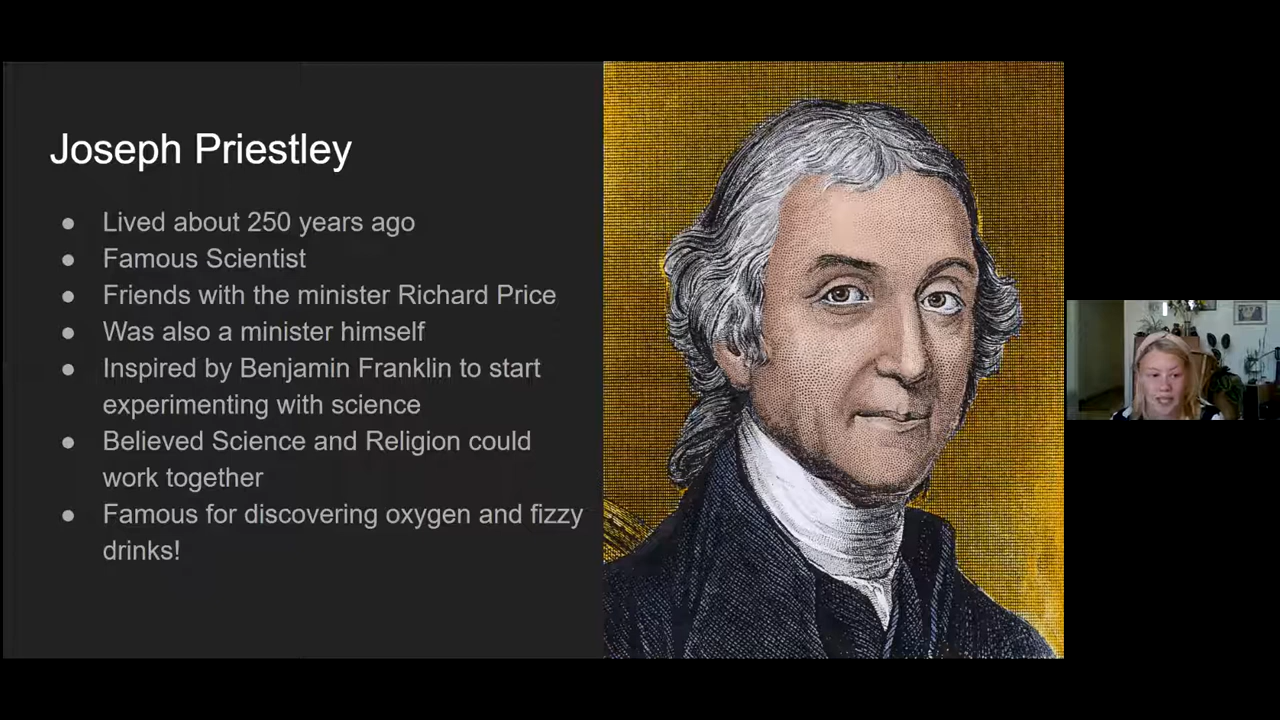 Joseph Priestley
● Lived about 250 years ago
● Famous Scientist
● Friends with the minister Richard Price
● Was also a minister himself
● Inspired by Benjamin Franklin to start
experimenting with science
● Believed Science and Religion could
work together
● Famous for discovering oxygen and fizzy
drinks!